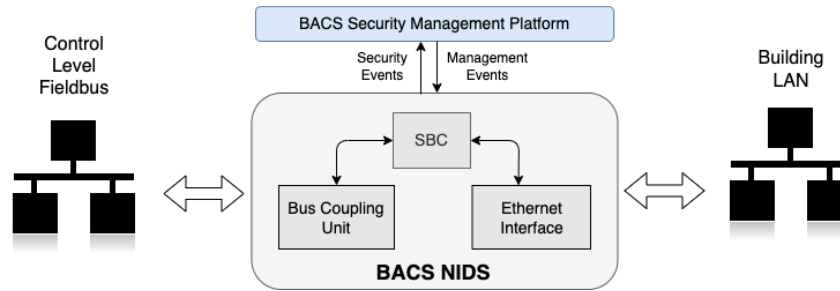 BACS Security Management Platform
Control
Level
Fieldbus
Security
Events
Management
Events
Building
LAN
SBC
Bus Coupling
Unit
Ethernet
Interface
BACS NIDS